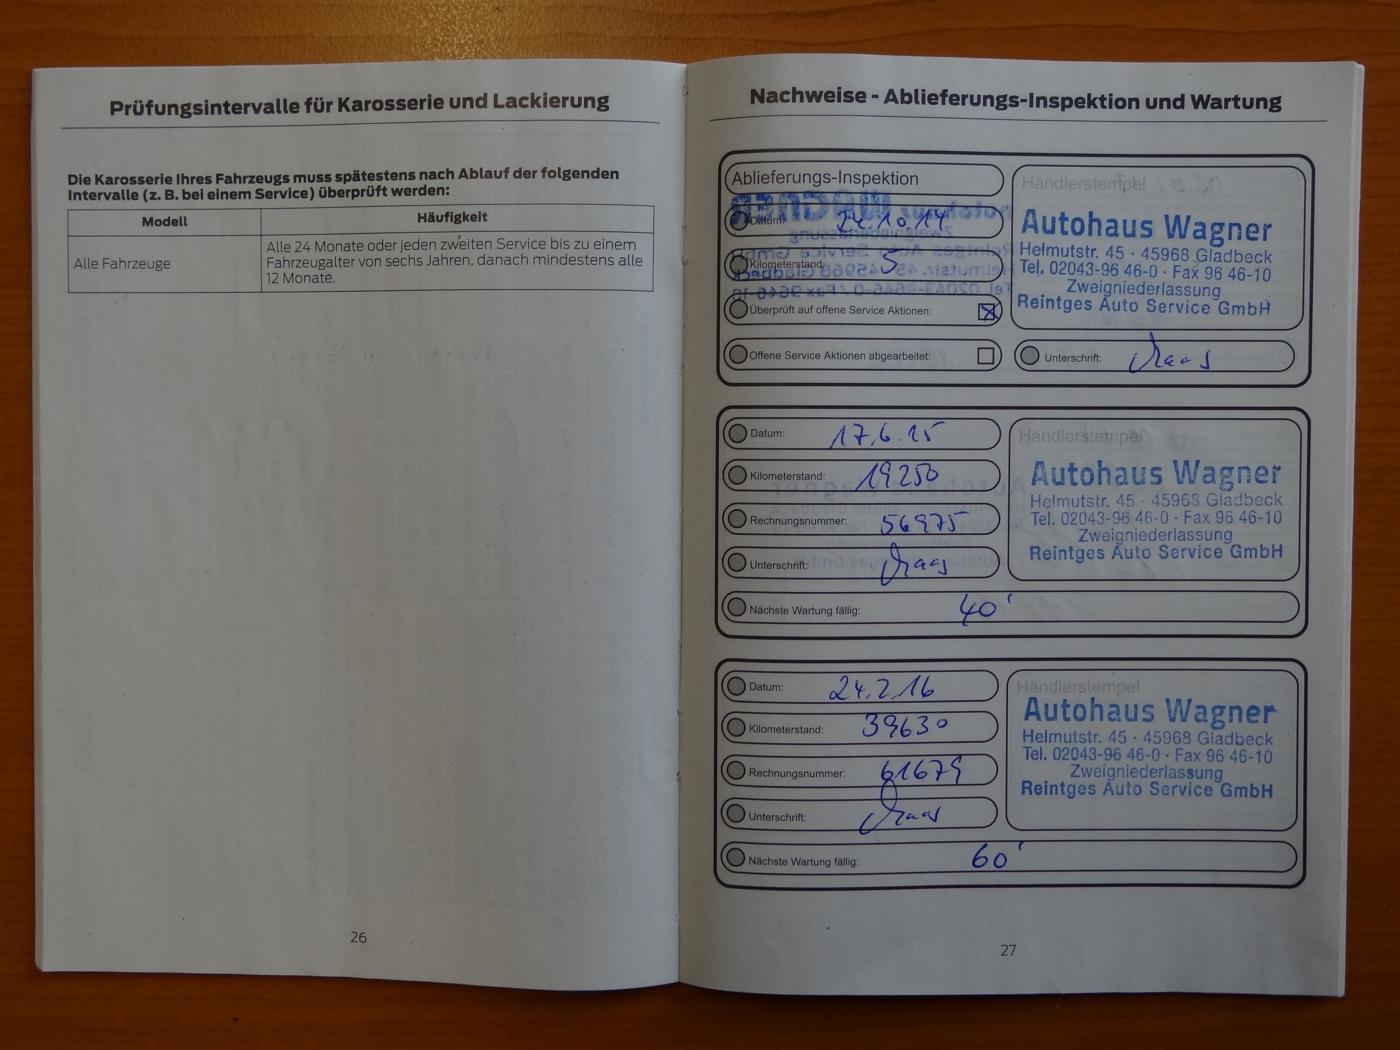 Prüfungsintervalle für Karosserie und Lackierung
Die Karosserie Ihres Fahrzeugs muss spätestens nach Ablauf der folgenden
Intervalle (z. B. bei einem Service) überprüft werden:
Modell Häufigkeit
Alle Fahrzeuge
Alle 24 Monate oder jeden zweiten Service bis zu einem
Fahrzeugalter von sechs Jahren, danach mindestens alle
12 Monate.
26
Nachweise - Ablieferungs-Inspektion und Wartung
Ablieferungs-Inspektion
Datum: 24.10.14
Kilometerstand: 5
Überprüft auf offene Service Aktionen:
Offene Service Aktionen abgearbeitet:
Händlerstempel
Autohaus Wagner
Helmutstr. 45 · 45968 Gladbeck
Tel. 02043-96 46-0 · Fax 96 46-10
Zweigniederlassung
Reintges Auto Service GmbH
Unterschrift:
Datum: 17.6.15
Kilometerstand: 19250
Rechnungsnummer: 56975
Unterschrift:
Nächste Wartung fällig: 40'
Händlerstempel
Autohaus Wagner
Helmutstr. 45 · 45968 Gladbeck
Tel. 02043-96 46-0 · Fax 96 46-10
Zweigniederlassung
Reintges Auto Service GmbH
Datum: 24.2.16
Kilometerstand: 39630
Rechnungsnummer: 61679
Unterschrift:
Nächste Wartung fällig: 60'
Händlerstempel
Autohaus Wagner
Helmutstr. 45 · 45968 Gladbeck
Tel. 02043-96 46-0 · Fax 96 46-10
Zweigniederlassung
Reintges Auto Service GmbH
27